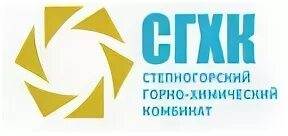 СГХК
СТЕПНОГОРСКИЙ
ГОРНО-ХИМИЧЕСКИЙ
КОМБИНАТ